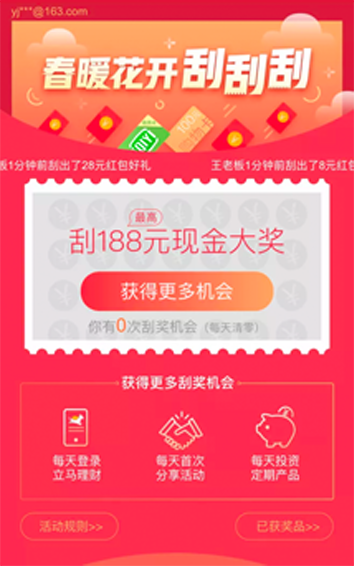 yj***@163.com
春暖花开刮刮刮
100
DIY
板1分钟前刮出了28元红包好礼 王老板1分钟前刮出了8元红包
最高
刮188元现金大奖
获得更多机会
你有0次刮奖机会（每天清零）
获得更多刮奖机会
每天登录 每天首次 每天投资
立马理财 分享活动 定期产品
活动规则>> 已获奖品>>